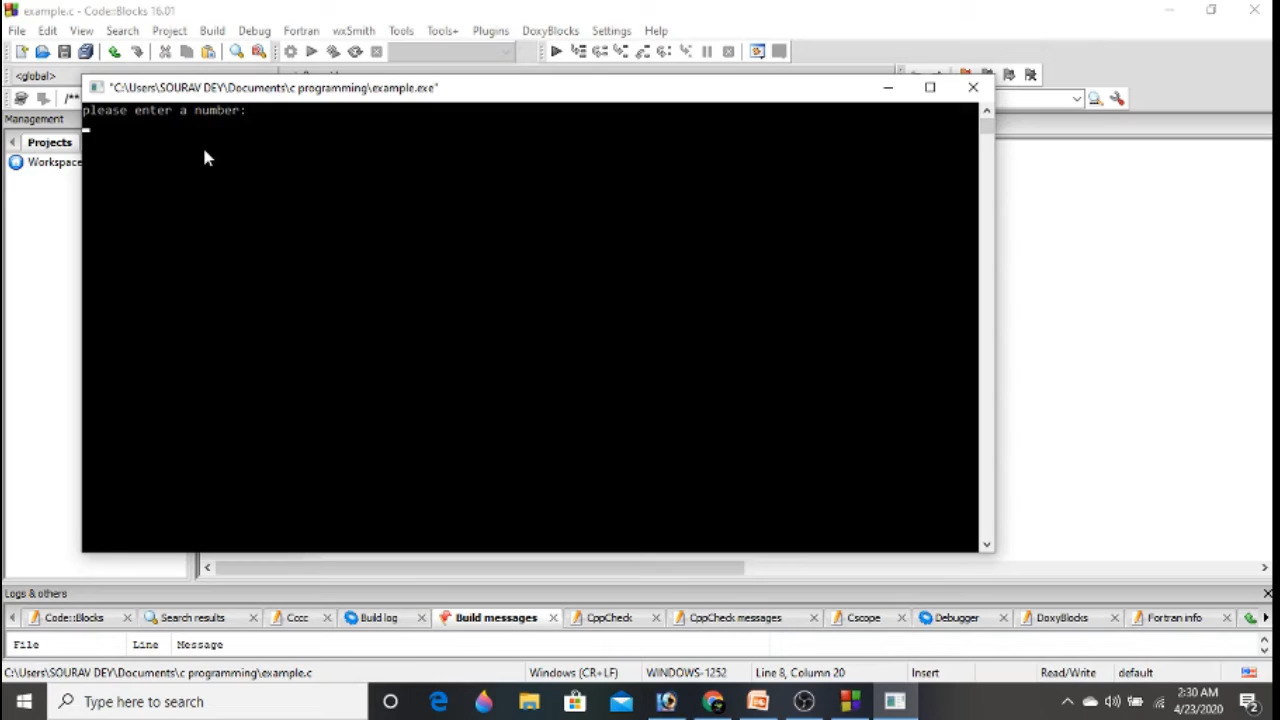 example.c - Code::Blocks 16.01
File Edit View Search Project Build Debug Fortran wxSmith Tools Tools+ Plugins DoxyBlocks Settings Help
<global>
"C:\Users\SOURAV DEY\Documents\c programming\example.exe"
/**
please enter a number:
Management
Projects
Workspace
Logs & others
Code::Blocks Search results Cccc Build log Build messages CppCheck CppCheck messages Cscope Debugger DoxyBlocks Fortran info
File Line Message
C:\Users\SOURAV DEY\Documents\c programming\example.c Windows (CR+LF) WINDOWS-1252 Line 8, Column 20 Insert Read/Write default
Type here to search
2:30 AM
4/23/2020
2